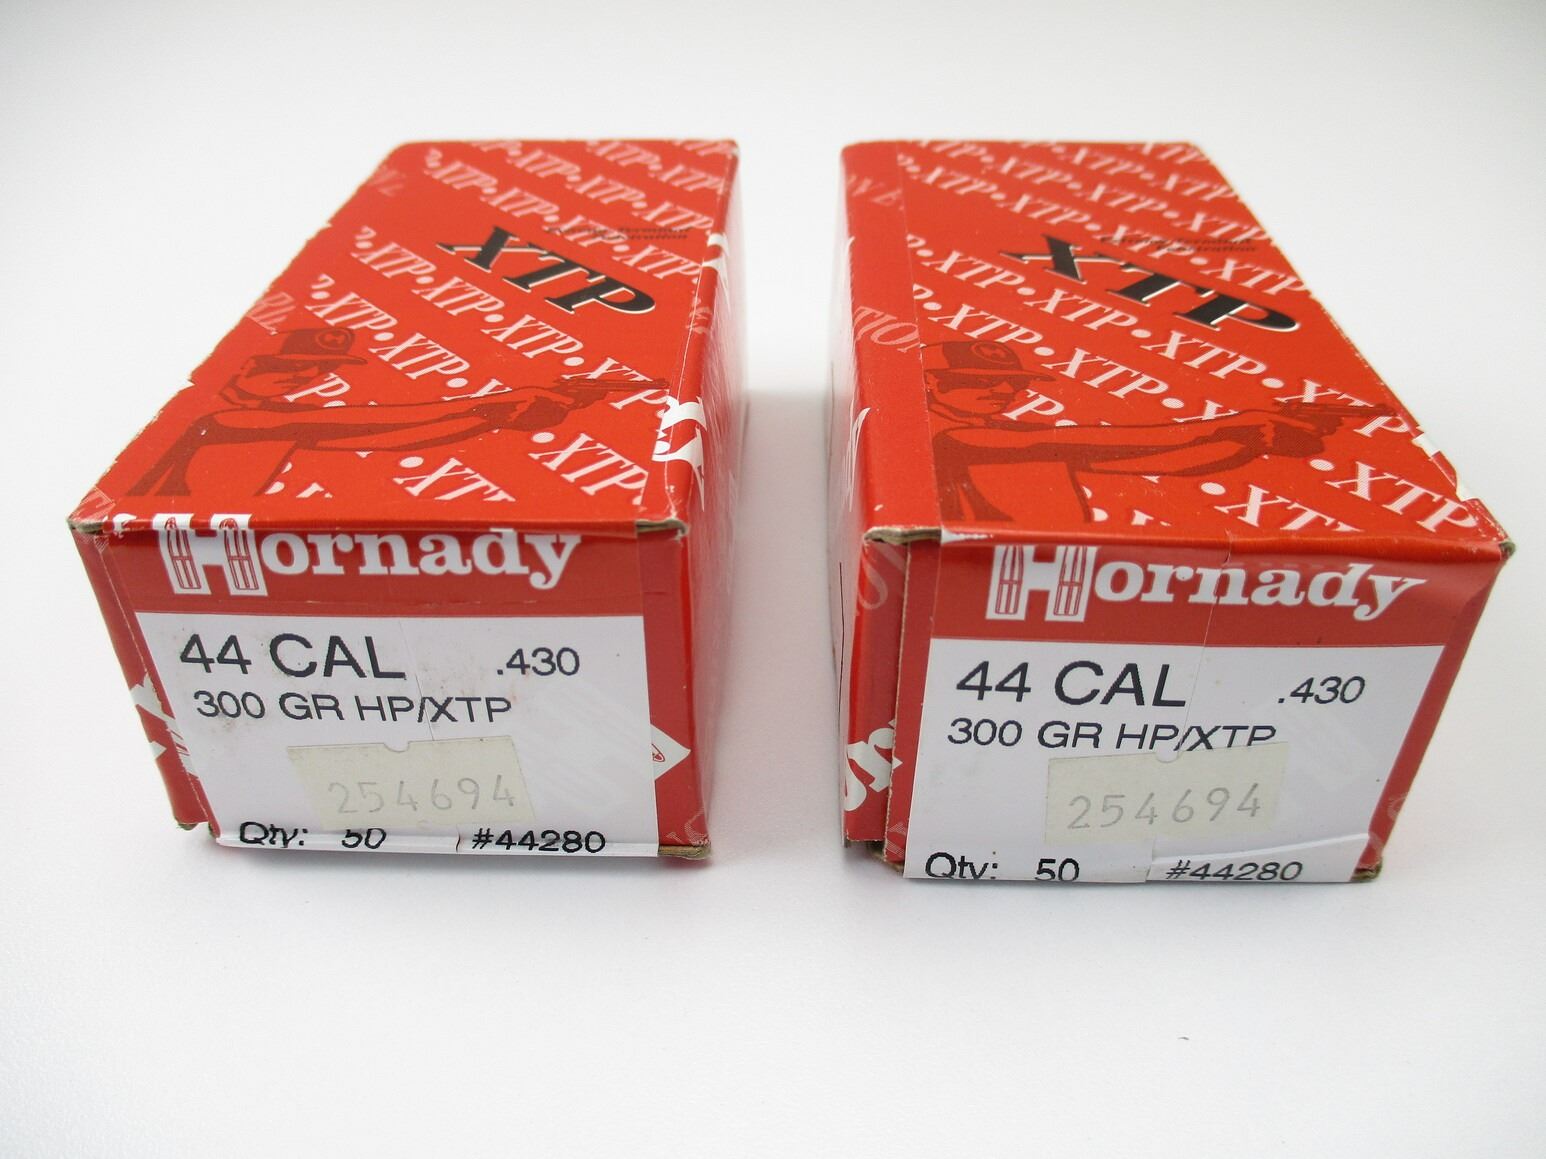 XTP
Hornady
44 CAL .430
300 GR HP/XTP
254694
Qty: 50 #44280
XTP
Hornady
44 CAL .430
300 GR HP/XTP
254694
Qty: 50 #44280